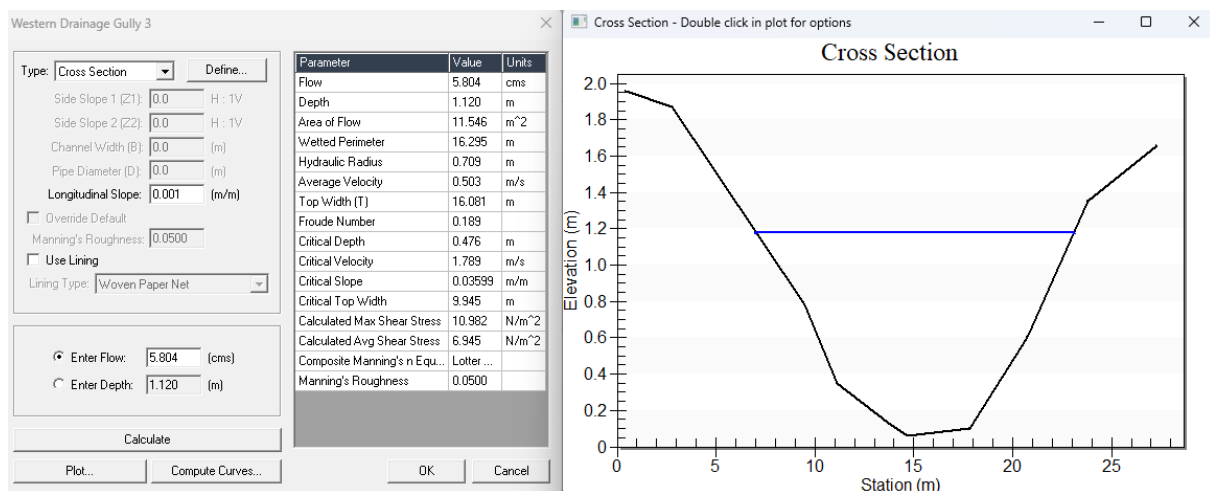 Western Drainage Gully 3
Type: Cross Section Define...
Side Slope 1 (Z1): 0.0 H : 1V
Side Slope 2 (Z2): 0.0 H : 1V
Channel Width (B): 0.0 (m)
Pipe Diameter (D): 0.0 (m)
Longitudinal Slope: 0.001 (m/m)
Override Default
Manning's Roughness: 0.0500
Use Lining
Lining Type: Woven Paper Net
Enter Flow: 5.804 (cms)
Enter Depth: 1.120 (m)
Calculate
Plot... Compute Curves...
Parameter Value Units
Flow 5.804 cms
Depth 1.120 m
Area of Flow 11.546 m^2
Wetted Perimeter 16.295 m
Hydraulic Radius 0.709 m
Average Velocity 0.503 m/s
Top Width (T) 16.081 m
Froude Number 0.189
Critical Depth 0.476 m
Critical Velocity 1.789 m/s
Critical Slope 0.03599 m/m
Critical Top Width 9.945 m
Calculated Max Shear Stress 10.982 N/m^2
Calculated Avg Shear Stress 6.945 N/m^2
Composite Manning's n Equ... Lotter ...
Manning's Roughness 0.0500
OK Cancel
Cross Section - Double click in plot for options
Cross Section
Elevation (m)
2.0
1.8
1.6
1.4
1.2
1.0
0.8
0.6
0.4
0.2
0
0 5 10 15 20 25
Station (m)